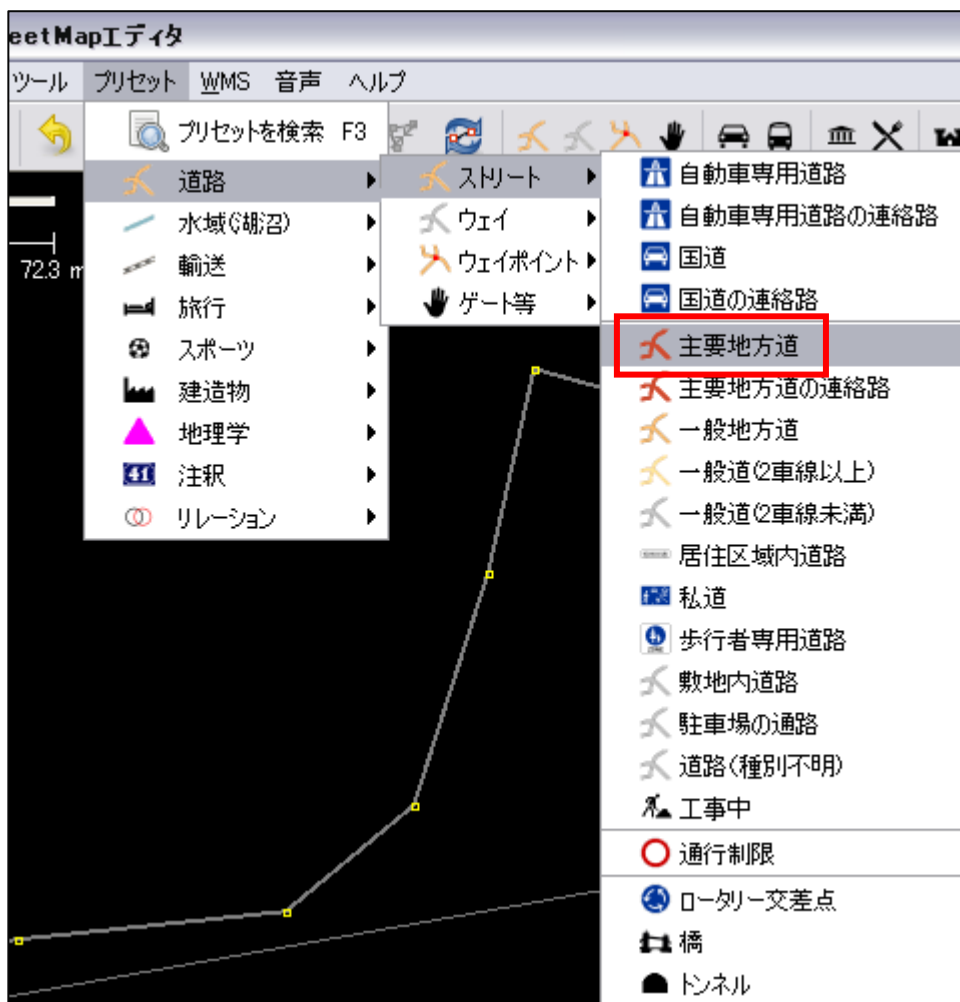 eetMapエディタ
ツール プリセット WMS 音声 ヘルプ
プリセットを検索 F3
道路
水域(湖沼)
輸送
旅行
スポーツ
建造物
地理学
41 注釈
リレーション
72.3 m
ストリート
ウェイ
ウェイポイント
ゲート等
自動車専用道路
自動車専用道路の連絡路
国道
国道の連絡路
主要地方道
主要地方道の連絡路
一般地方道
一般道(2車線以上)
一般道(2車線未満)
居住区域内道路
私道
歩行者専用道路
敷地内道路
駐車場の通路
道路(種別不明)
工事中
通行制限
ロータリー交差点
橋
トンネル